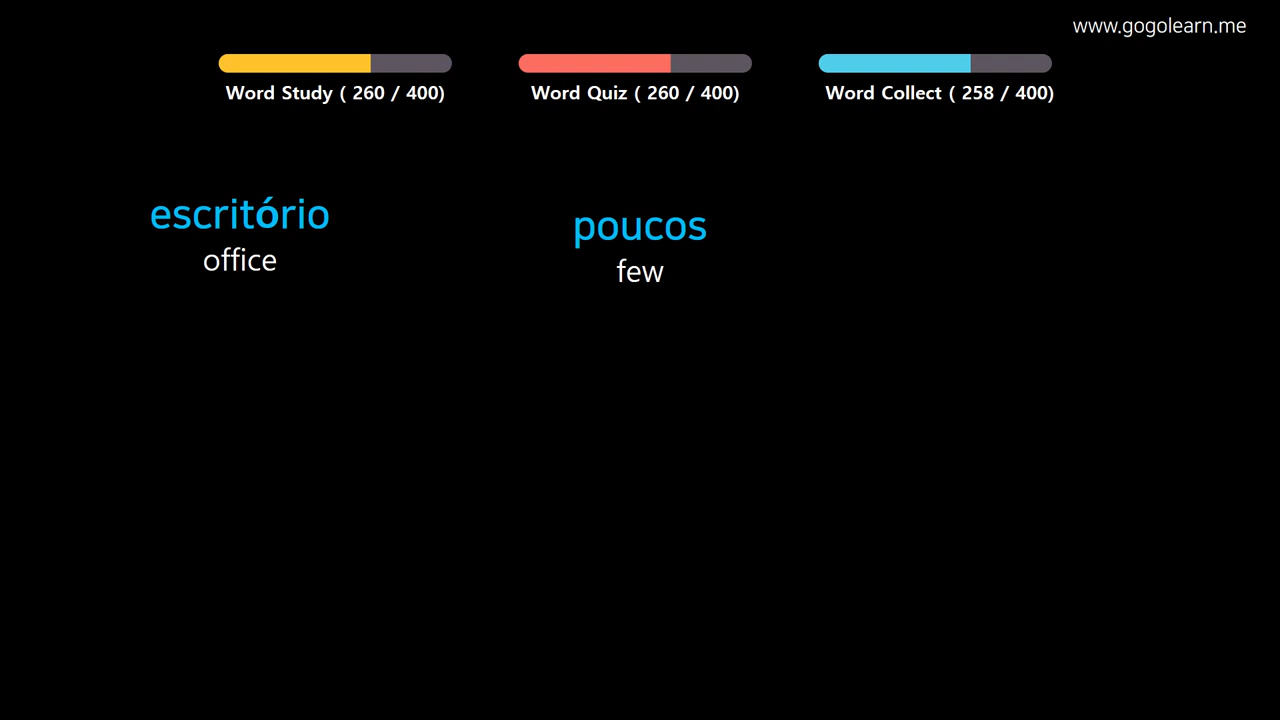 www.gogolearn.me
Word Study ( 260 / 400)
Word Quiz ( 260 / 400)
Word Collect ( 258 / 400)
escritório
office
poucos
few